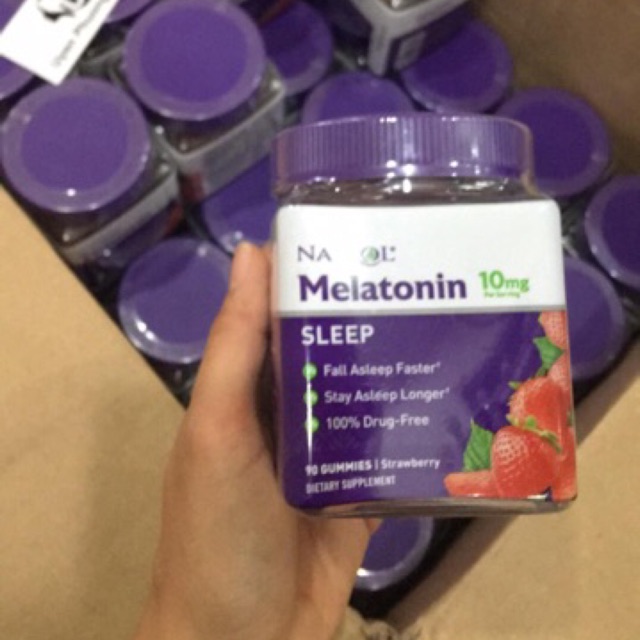 NA OL
Melatonin 10mg
Per Serving
SLEEP
Fall Asleep Faster†
Stay Asleep Longer†
100% Drug-Free
90 GUMMIES | Strawberry
DIETARY SUPPLEMENT